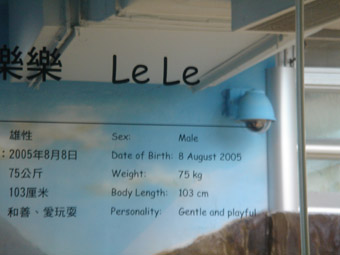 樂樂 Le Le
雄性 Sex: Male
: 2005年8月8日 Date of Birth: 8 August 2005
75公斤 Weight: 75 kg
103厘米 Body Length: 103 cm
和善、愛玩耍 Personality: Gentle and playful